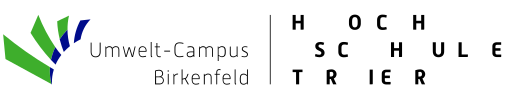 Umwelt-Campus
Birkenfeld
HOCH
SCHULE
TRIER